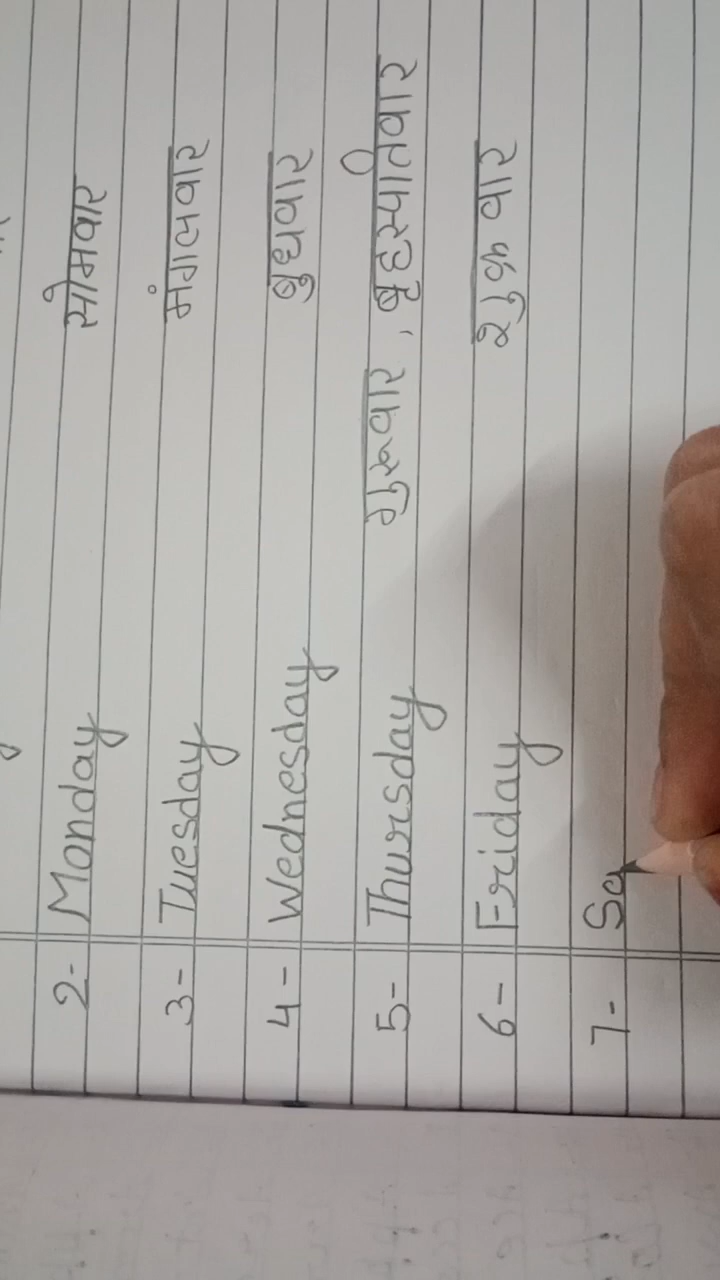 2- Monday सोमवार
3- Tuesday मंगलवार
4- Wednesday बुधवार
5- Thursday गुरूवार, बृहस्पतिवार
6- Friday शुक्रवार
7- Sa